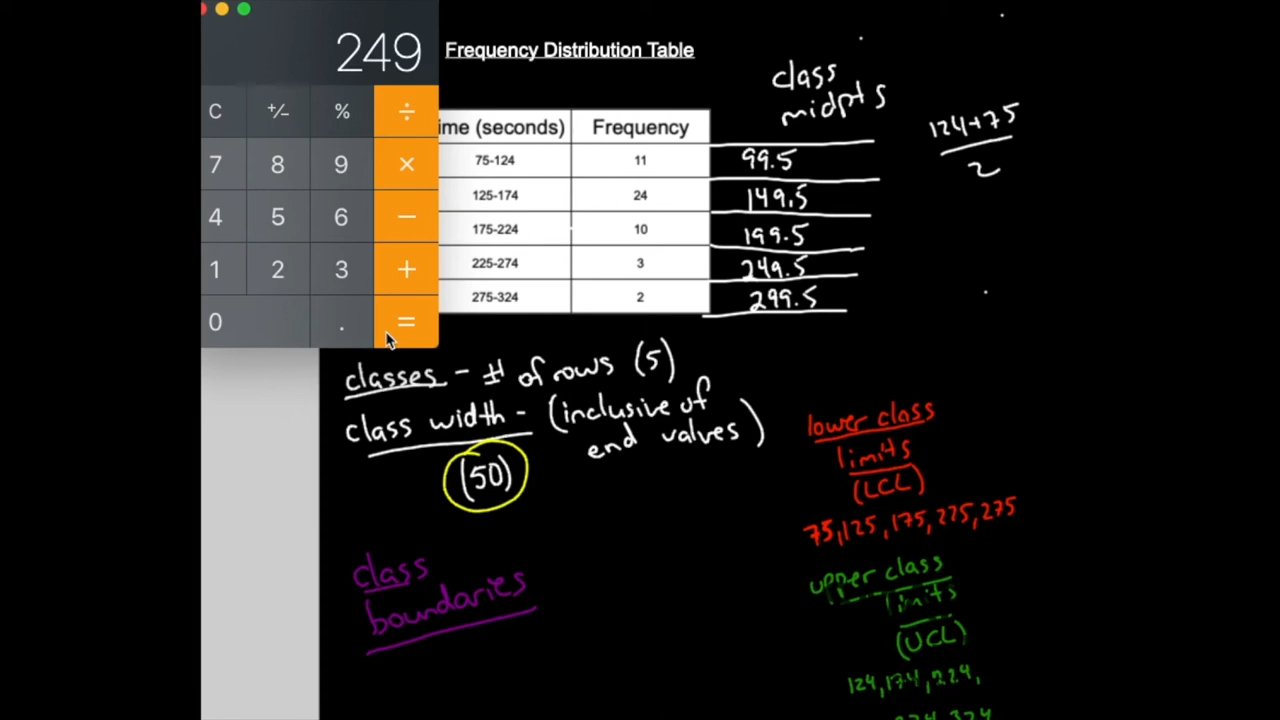 249
C +/- % ÷
7 8 9 ×
4 5 6 −
1 2 3 +
0 . =
Frequency Distribution Table
class
midpts
ime (seconds) Frequency
75-124 11 99.5
125-174 24 149.5
175-224 10 199.5
225-274 3 249.5
275-324 2 299.5
124+75
2
classes - # of rows (5)
class width - (inclusive of
end values)
(50)
class
boundaries
lower class
limits
(LCL)
75,125,175,225,275
upper class
limits
(UCL)
124,174,224,
274,324